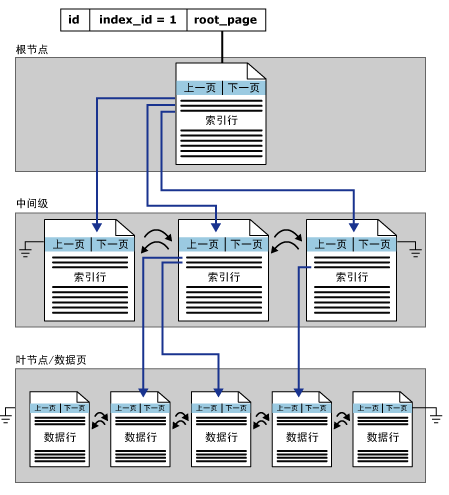 id index_id = 1 root_page
根节点
上一页 下一页
索引行
中间级
上一页 下一页 上一页 下一页 上一页 下一页
索引行 索引行 索引行
叶节点/数据页
上一页 下一页 上一页 下一页 上一页 下一页 上一页 下一页 上一页 下一页
数据行 数据行 数据行 数据行 数据行